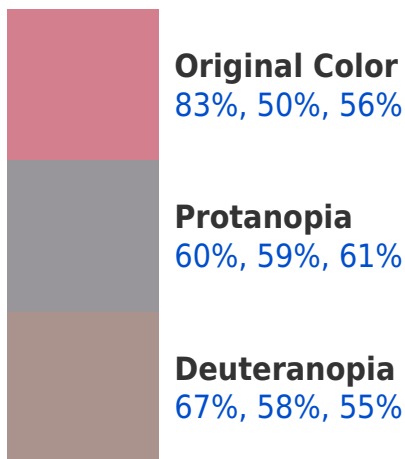 Original Color
83%, 50%, 56%
Protanopia
60%, 59%, 61%
Deuteranopia
67%, 58%, 55%